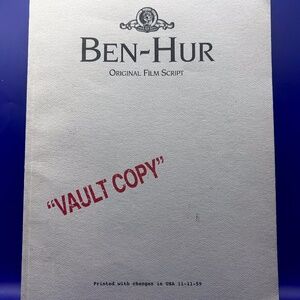 BEN-HUR
ORIGINAL FILM SCRIPT
"VAULT COPY"
Printed with changes in USA 11-11-59